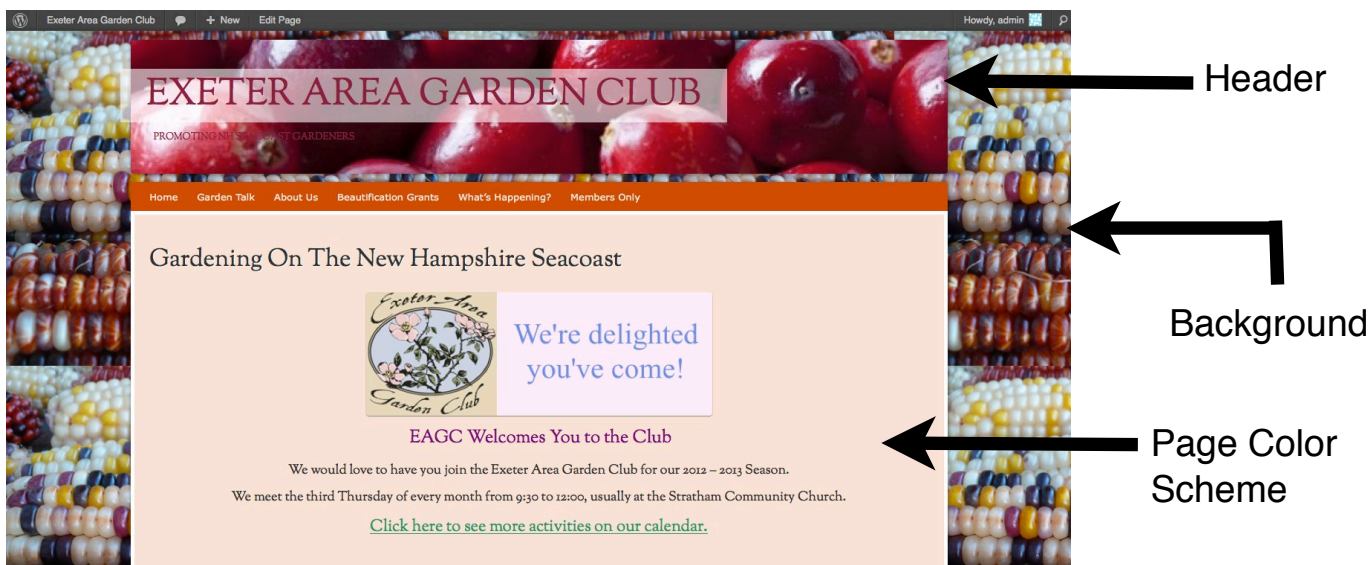 Exeter Area Garden Club + New Edit Page Howdy, admin
EXETER AREA GARDEN CLUB
PROMOTING NH SEACOAST GARDENERS
Home Garden Talk About Us Beautification Grants What's Happening? Members Only
Gardening On The New Hampshire Seacoast
Exeter Area
Garden Club
We're delighted
you've come!
EAGC Welcomes You to the Club
We would love to have you join the Exeter Area Garden Club for our 2012 – 2013 Season.
We meet the third Thursday of every month from 9:30 to 12:00, usually at the Stratham Community Church.
Click here to see more activities on our calendar.
Header
Background
Page Color
Scheme